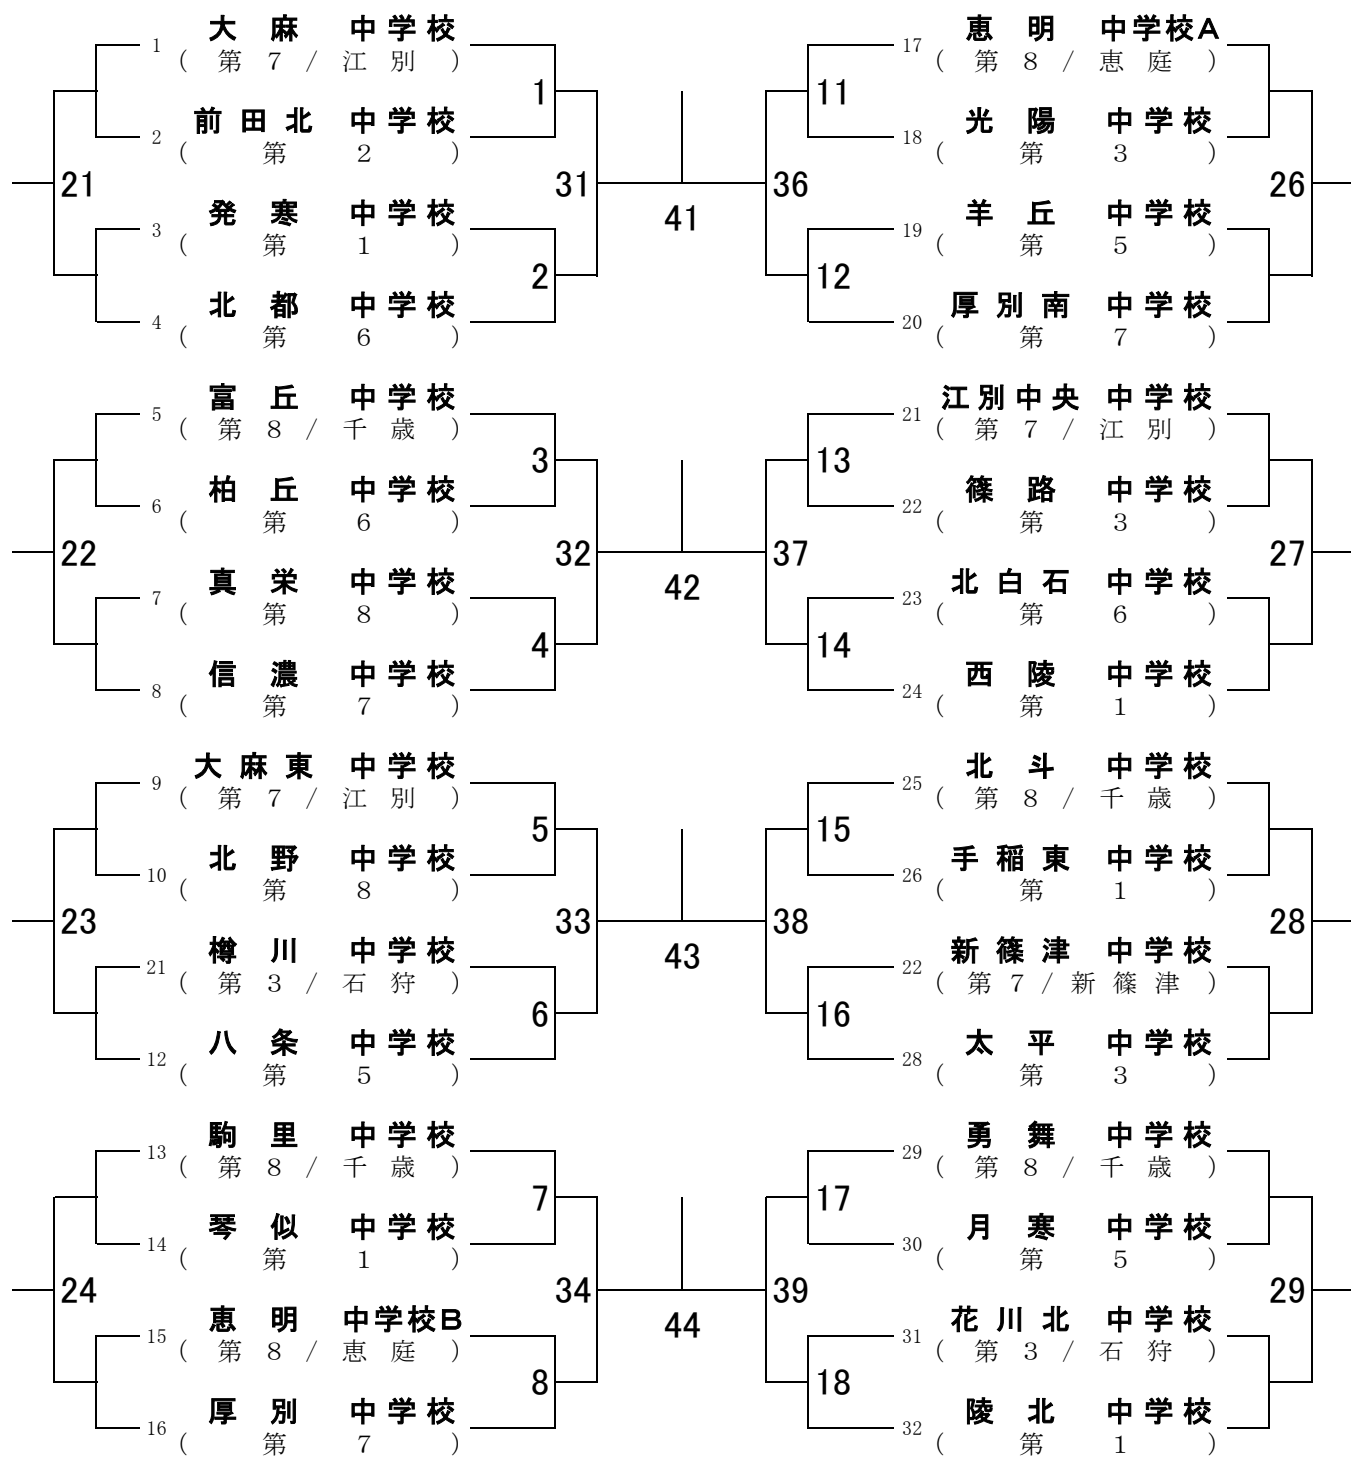 1 大麻 中学校
(第7/江別)
1
2 前田北 中学校
(第2)
21
31
3 発寒 中学校
(第1)
2
4 北都 中学校
(第6)
41
17 恵明 中学校A
(第8/恵庭)
11
18 光陽 中学校
(第3)
36
26
19 羊丘 中学校
(第5)
12
20 厚別南 中学校
(第7)
5 富丘 中学校
(第8/千歳)
3
6 柏丘 中学校
(第6)
22
32
7 真栄 中学校
(第8)
4
8 信濃 中学校
(第7)
42
21 江別中央 中学校
(第7/江別)
13
22 篠路 中学校
(第3)
37
27
23 北白石 中学校
(第6)
14
24 西陵 中学校
(第1)
9 大麻東 中学校
(第7/江別)
5
10 北野 中学校
(第8)
23
33
21 樽川 中学校
(第3/石狩)
6
12 八条 中学校
(第5)
43
25 北斗 中学校
(第8/千歳)
15
26 手稲東 中学校
(第1)
38
28
22 新篠津 中学校
(第7/新篠津)
16
28 太平 中学校
(第3)
13 駒里 中学校
(第8/千歳)
7
14 琴似 中学校
(第1)
24
34
15 恵明 中学校B
(第8/恵庭)
8
16 厚別 中学校
(第7)
44
29 勇舞 中学校
(第8/千歳)
17
30 月寒 中学校
(第5)
39
29
31 花川北 中学校
(第3/石狩)
18
32 陵北 中学校
(第1)